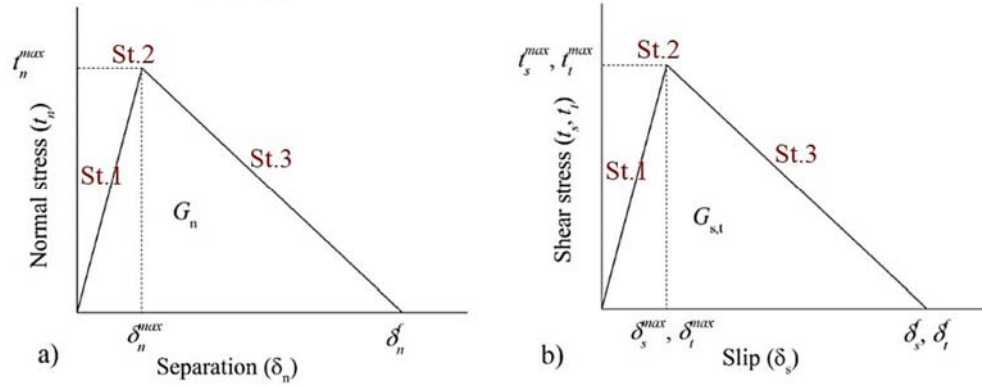 t_n^max
Normal stress (t_n)
St.1
St.2
St.3
G_n
δ_n^max
δ_n^f
a)
Separation (δ_n)
t_s^max, t_t^max
Shear stress (t_s, t_t)
St.1
St.2
St.3
G_s,t
δ_s^max, δ_t^max
δ_s^f, δ_t^f
b)
Slip (δ_s)